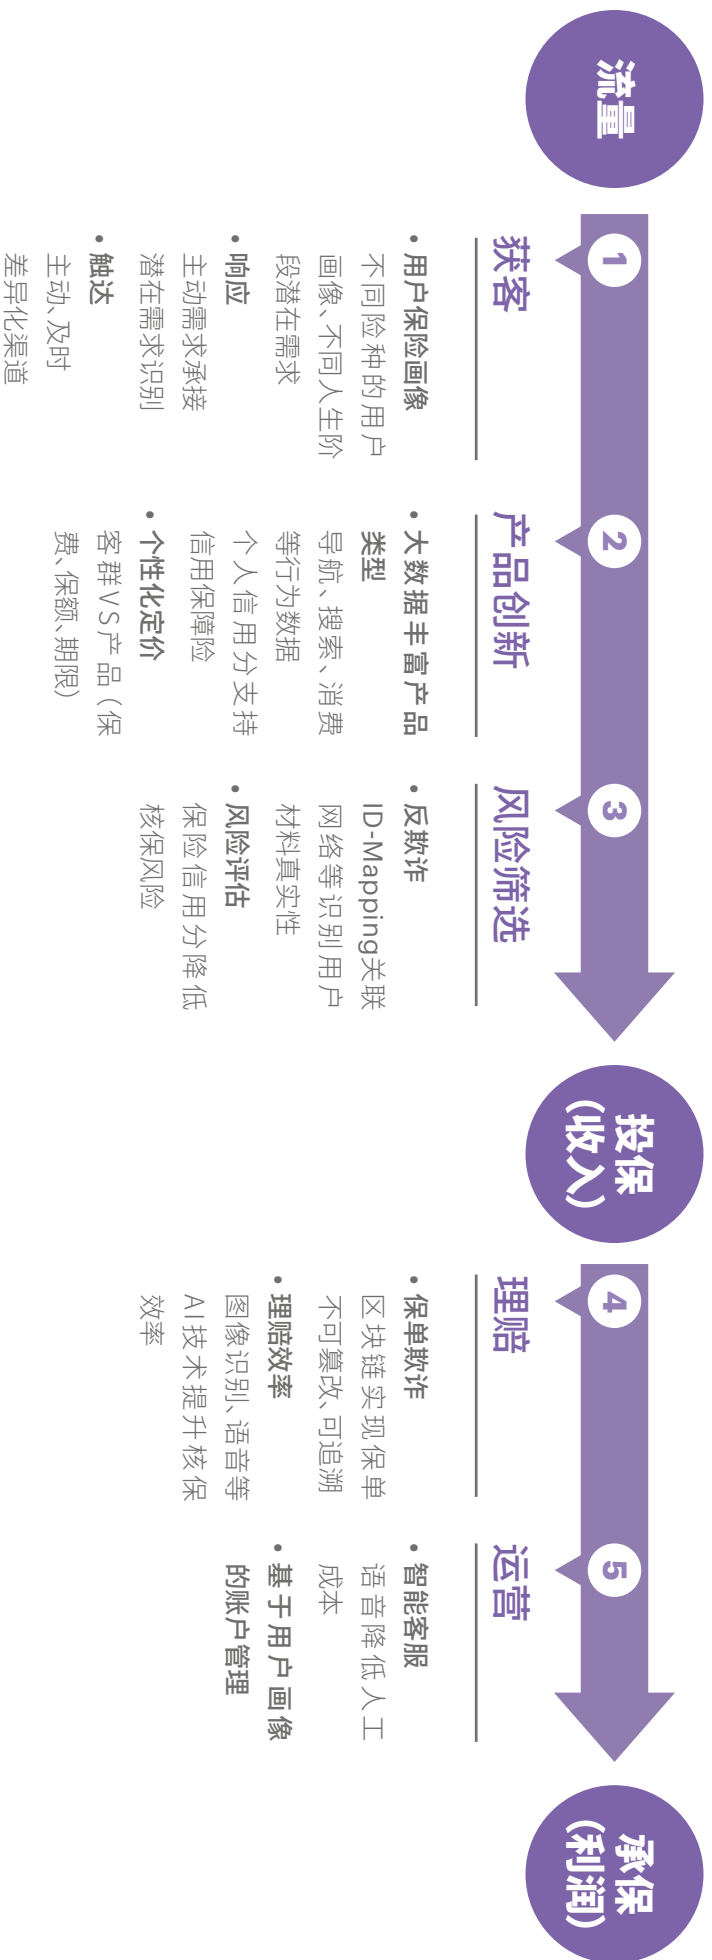 流量
1
获客
• 用户保险画像
不同险种的用户
画像、不同人生阶
段潜在需求
• 响应
主动需求承接
潜在需求识别
• 触达
主动、及时
差异化渠道
2
产品创新
• 大数据丰富产品
类型
导航、搜索、消费
等行为数据
个人信用分支持
信用保障险
• 个性化定价
客群VS产品（保
费、保额、期限）
3
风险筛选
• 反欺诈
ID-Mapping关联
网络等识别用户
材料真实性
• 风险评估
保险信用分降低
核保风险
投保
（收入）
4
理赔
• 保单欺诈
区块链实现保单
不可篡改、可追溯
• 理赔效率
图像识别、语音等
AI技术提升核保
效率
5
运营
• 智能客服
语音降低人工
成本
• 基于用户画像
的账户管理
承保
（利润）